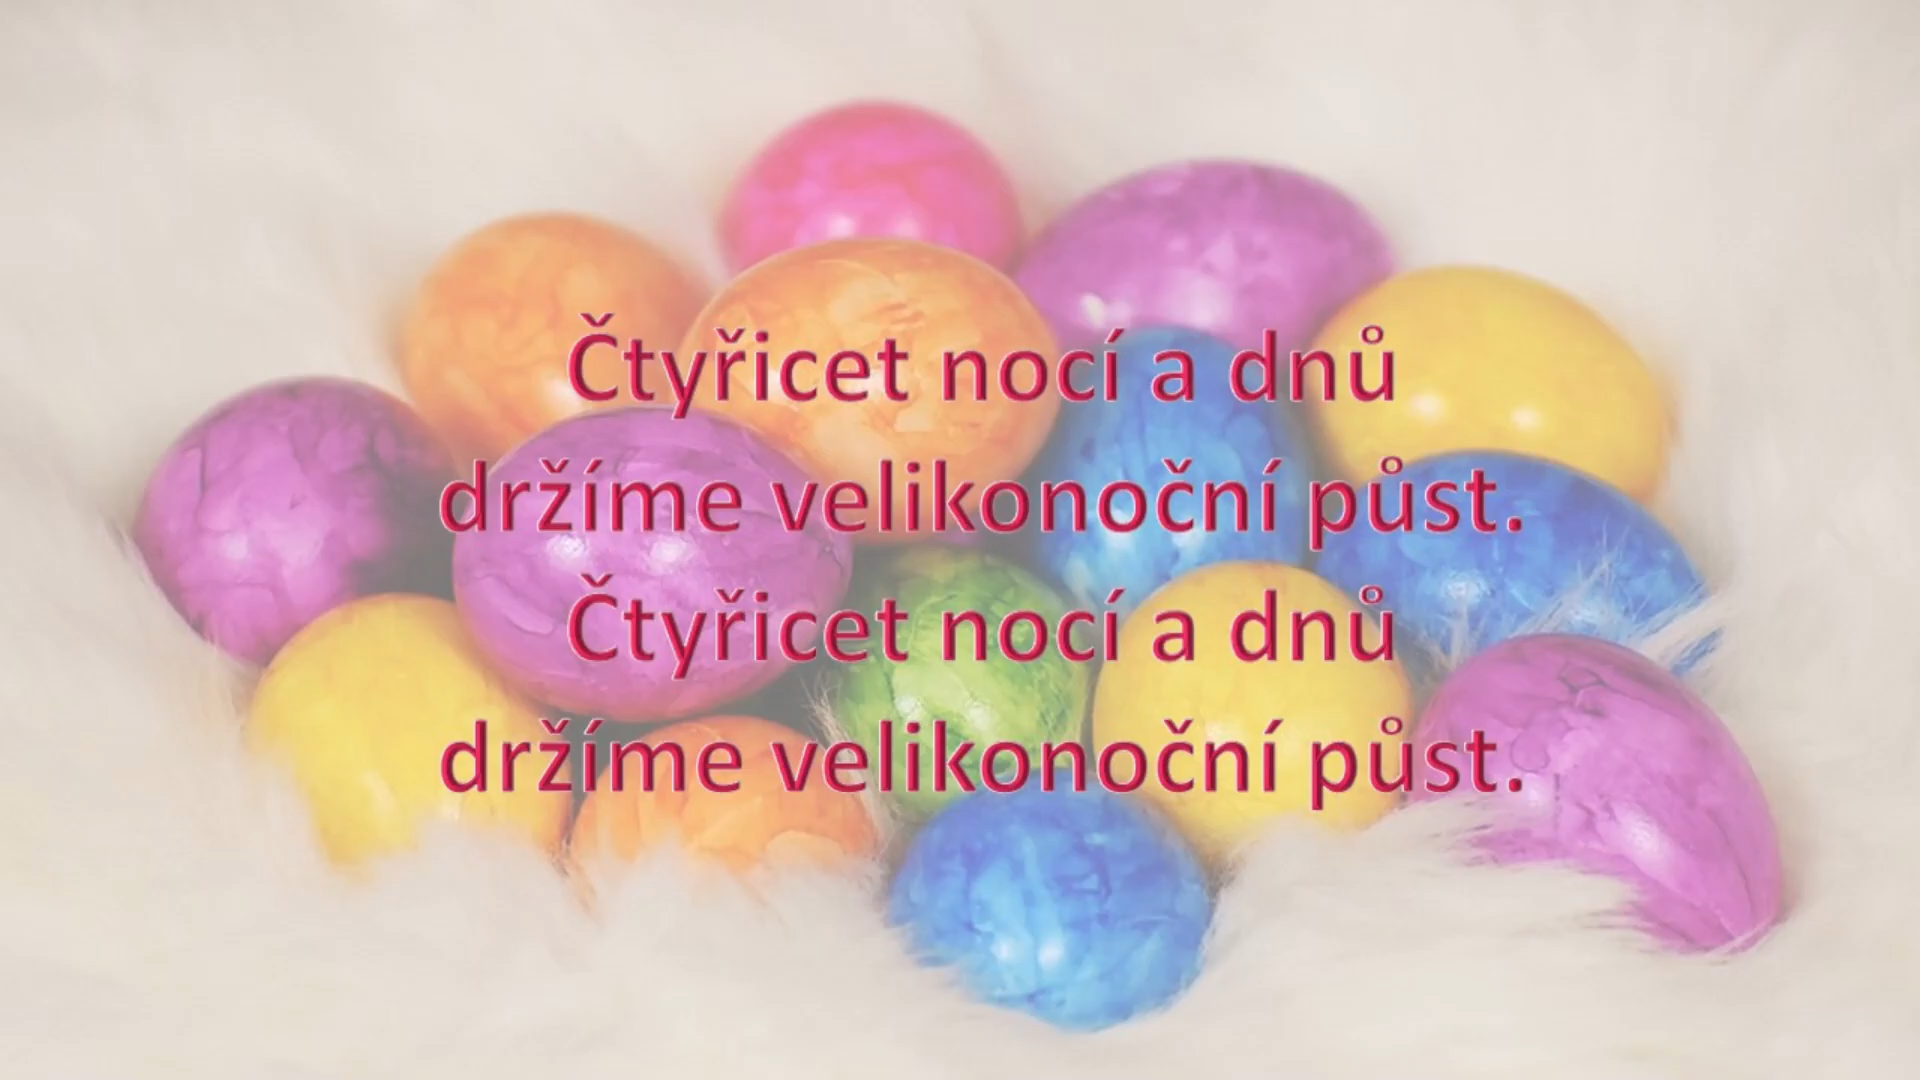 Čtyřicet nocí a dnů
držíme velikonoční půst.
Čtyřicet nocí a dnů
držíme velikonoční půst.